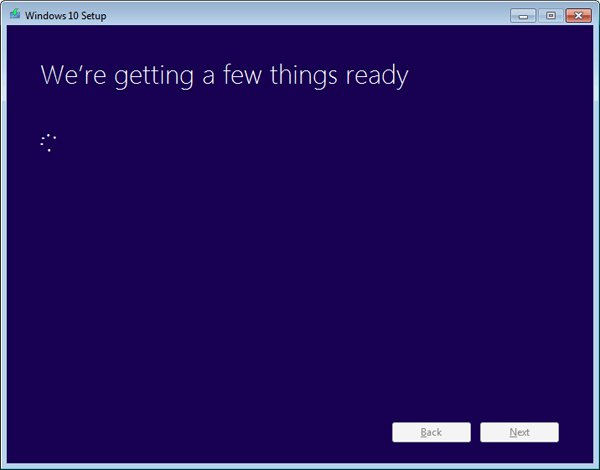 Windows 10 Setup
We're getting a few things ready
Back
Next